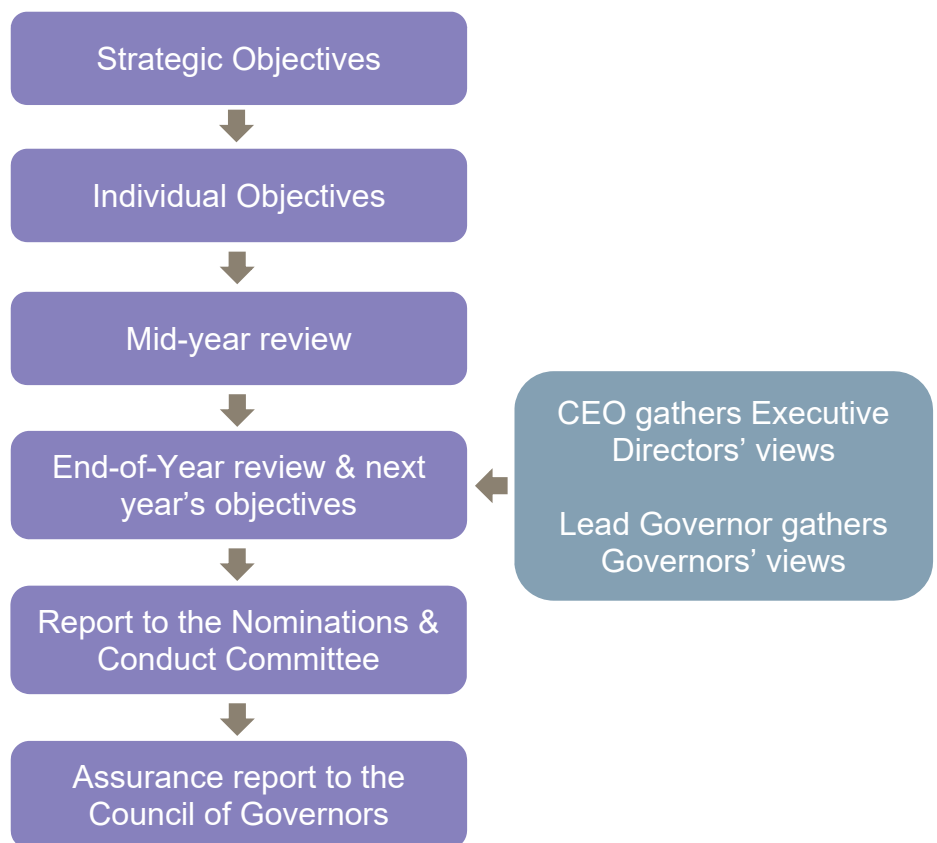 Strategic Objectives
Individual Objectives
Mid-year review
End-of-Year review & next
year’s objectives
CEO gathers Executive
Directors’ views
Lead Governor gathers
Governors’ views
Report to the Nominations &
Conduct Committee
Assurance report to the
Council of Governors